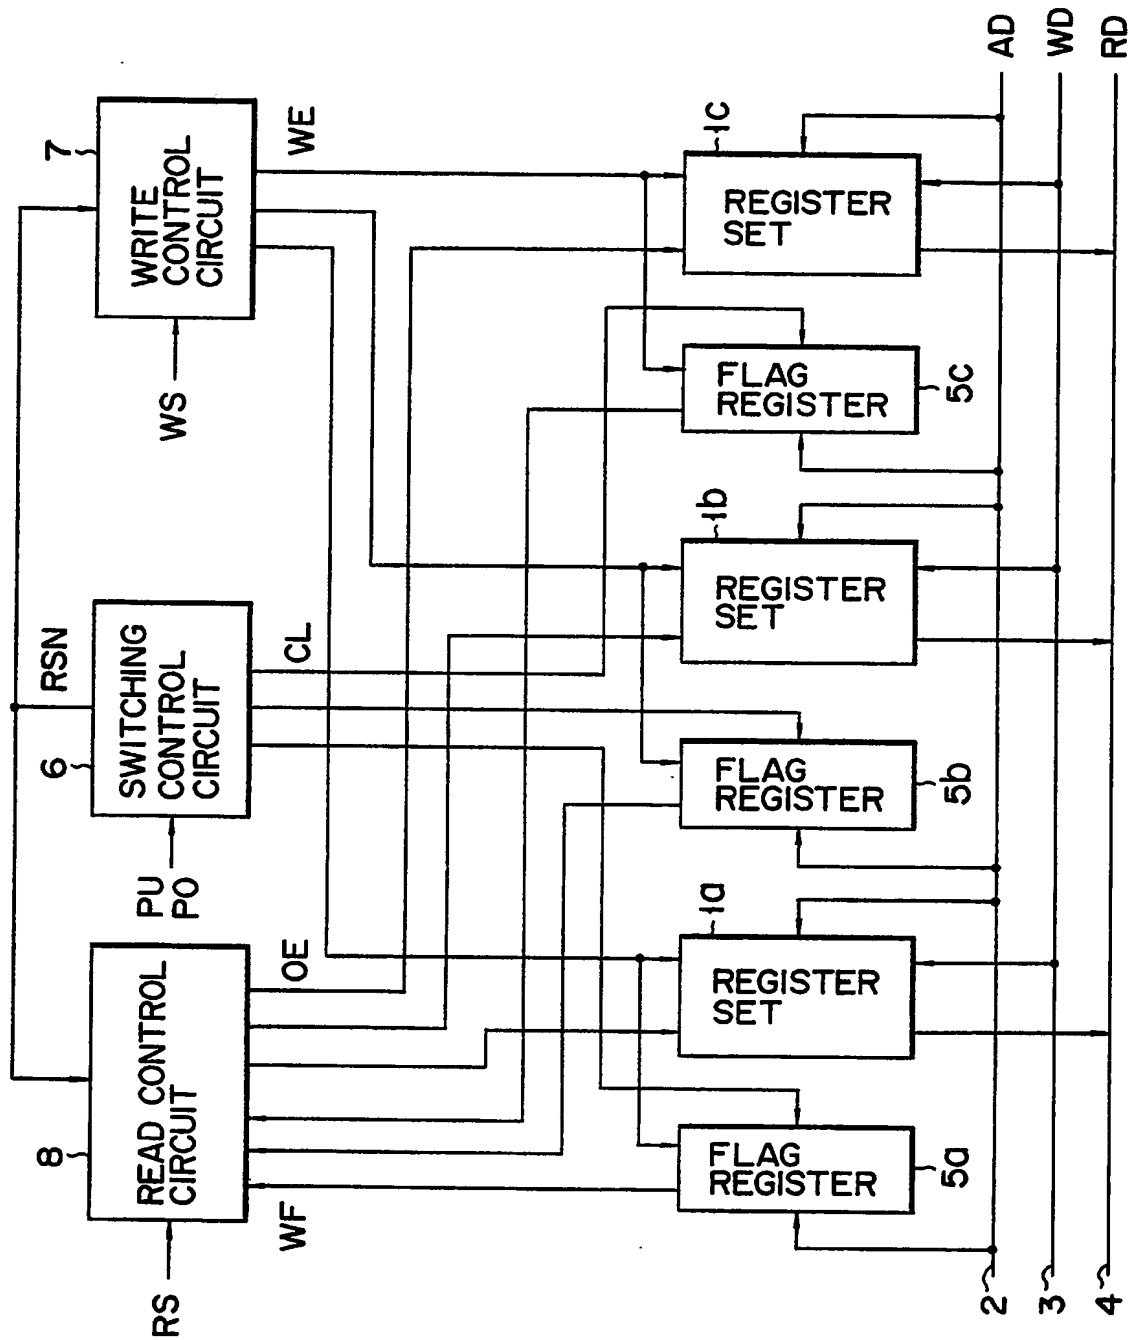 RS
8
READ CONTROL
CIRCUIT
WF
OE
PU
PO
6
SWITCHING
CONTROL
CIRCUIT
RSN
CL
WS
7
WRITE
CONTROL
CIRCUIT
WE
FLAG
REGISTER
5a
REGISTER
SET
1a
FLAG
REGISTER
5b
REGISTER
SET
1b
FLAG
REGISTER
5c
REGISTER
SET
1c
2
AD
3
WD
4
RD